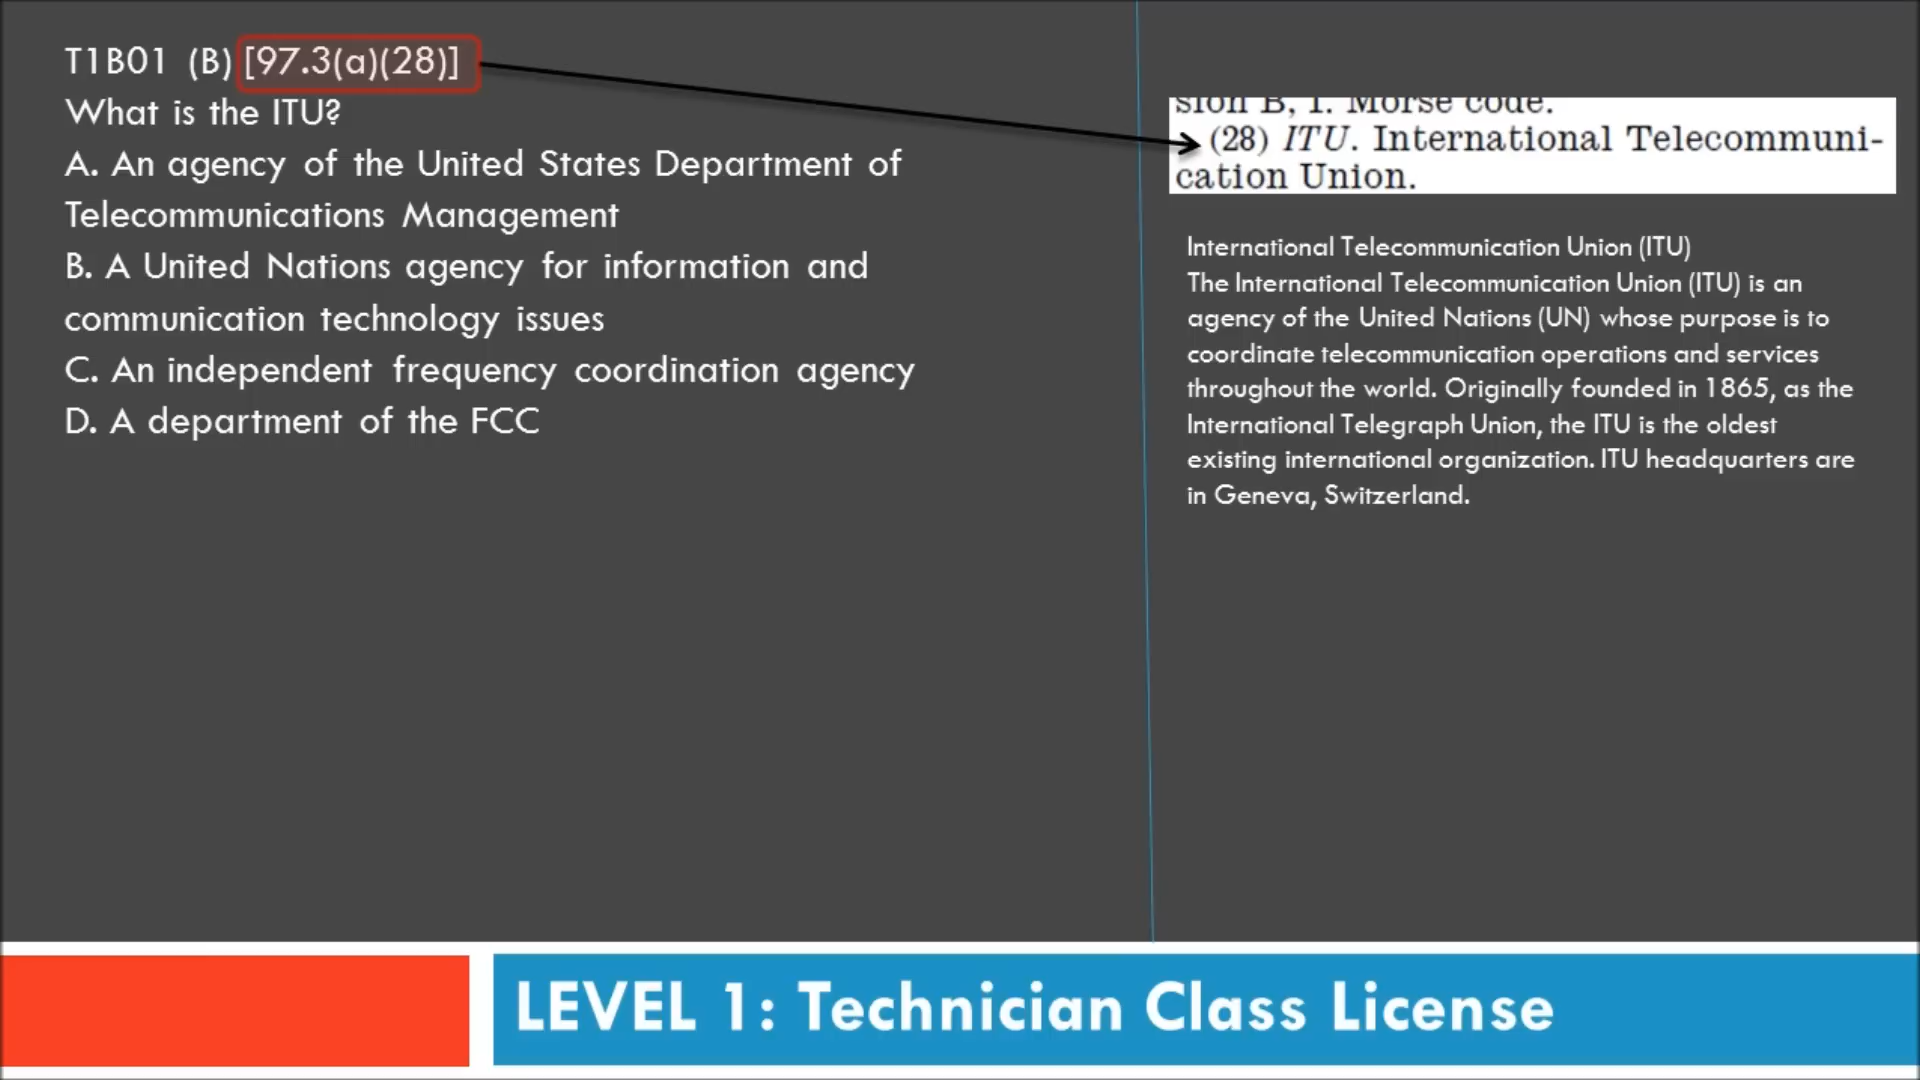 T1B01 (B) [97.3(a)(28)]
What is the ITU?
A. An agency of the United States Department of
Telecommunications Management
B. A United Nations agency for information and
communication technology issues
C. An independent frequency coordination agency
D. A department of the FCC
sion B, 1. Morse code.
(28) ITU. International Telecommuni-
cation Union.
International Telecommunication Union (ITU)
The International Telecommunication Union (ITU) is an
agency of the United Nations (UN) whose purpose is to
coordinate telecommunication operations and services
throughout the world. Originally founded in 1865, as the
International Telegraph Union, the ITU is the oldest
existing international organization. ITU headquarters are
in Geneva, Switzerland.
LEVEL 1: Technician Class License